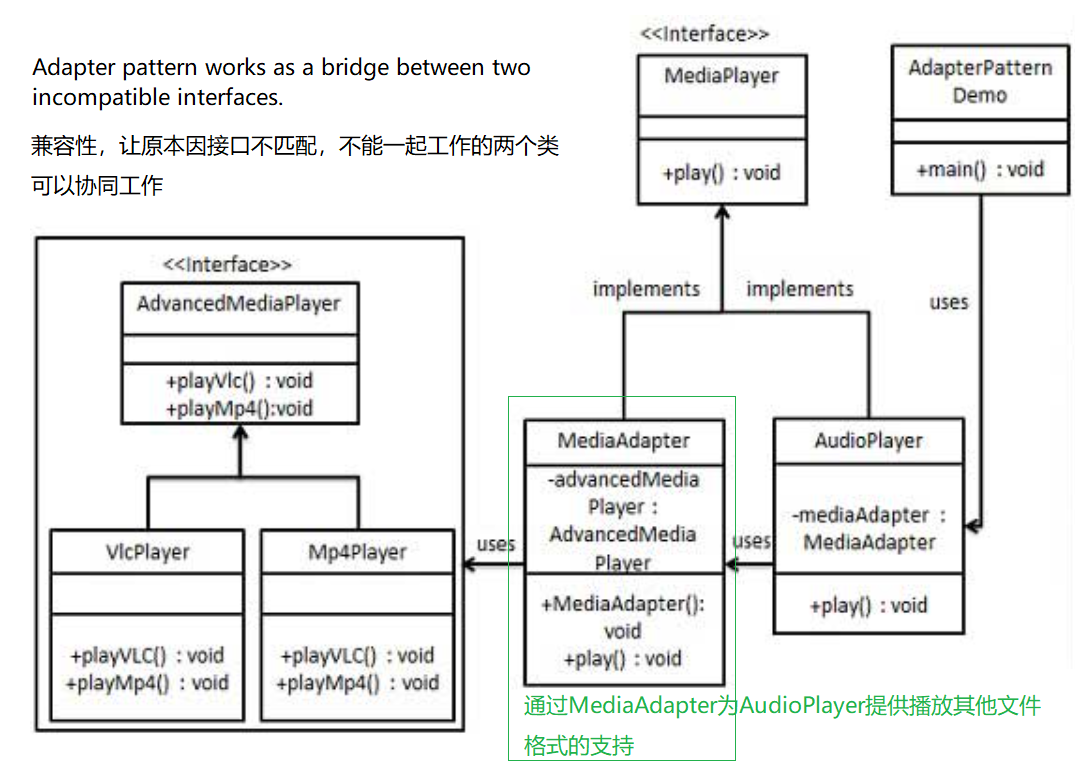 Adapter pattern works as a bridge between two
incompatible interfaces.
兼容性，让原本因接口不匹配，不能一起工作的两个类
可以协同工作
<<Interface>>
MediaPlayer
+play() : void
AdapterPattern
Demo
+main() : void
implements
implements
uses
<<Interface>>
AdvancedMediaPlayer
+playVlc() : void
+playMp4():void
VlcPlayer
+playVLC() : void
+playMp4() : void
Mp4Player
+playVLC() : void
+playMp4() : void
uses
MediaAdapter
-advancedMedia
Player :
AdvancedMedia
Player
+MediaAdapter():
void
+play() : void
uses
AudioPlayer
-mediaAdapter :
MediaAdapter
+play() : void
通过MediaAdapter为AudioPlayer提供播放其他文件
格式的支持